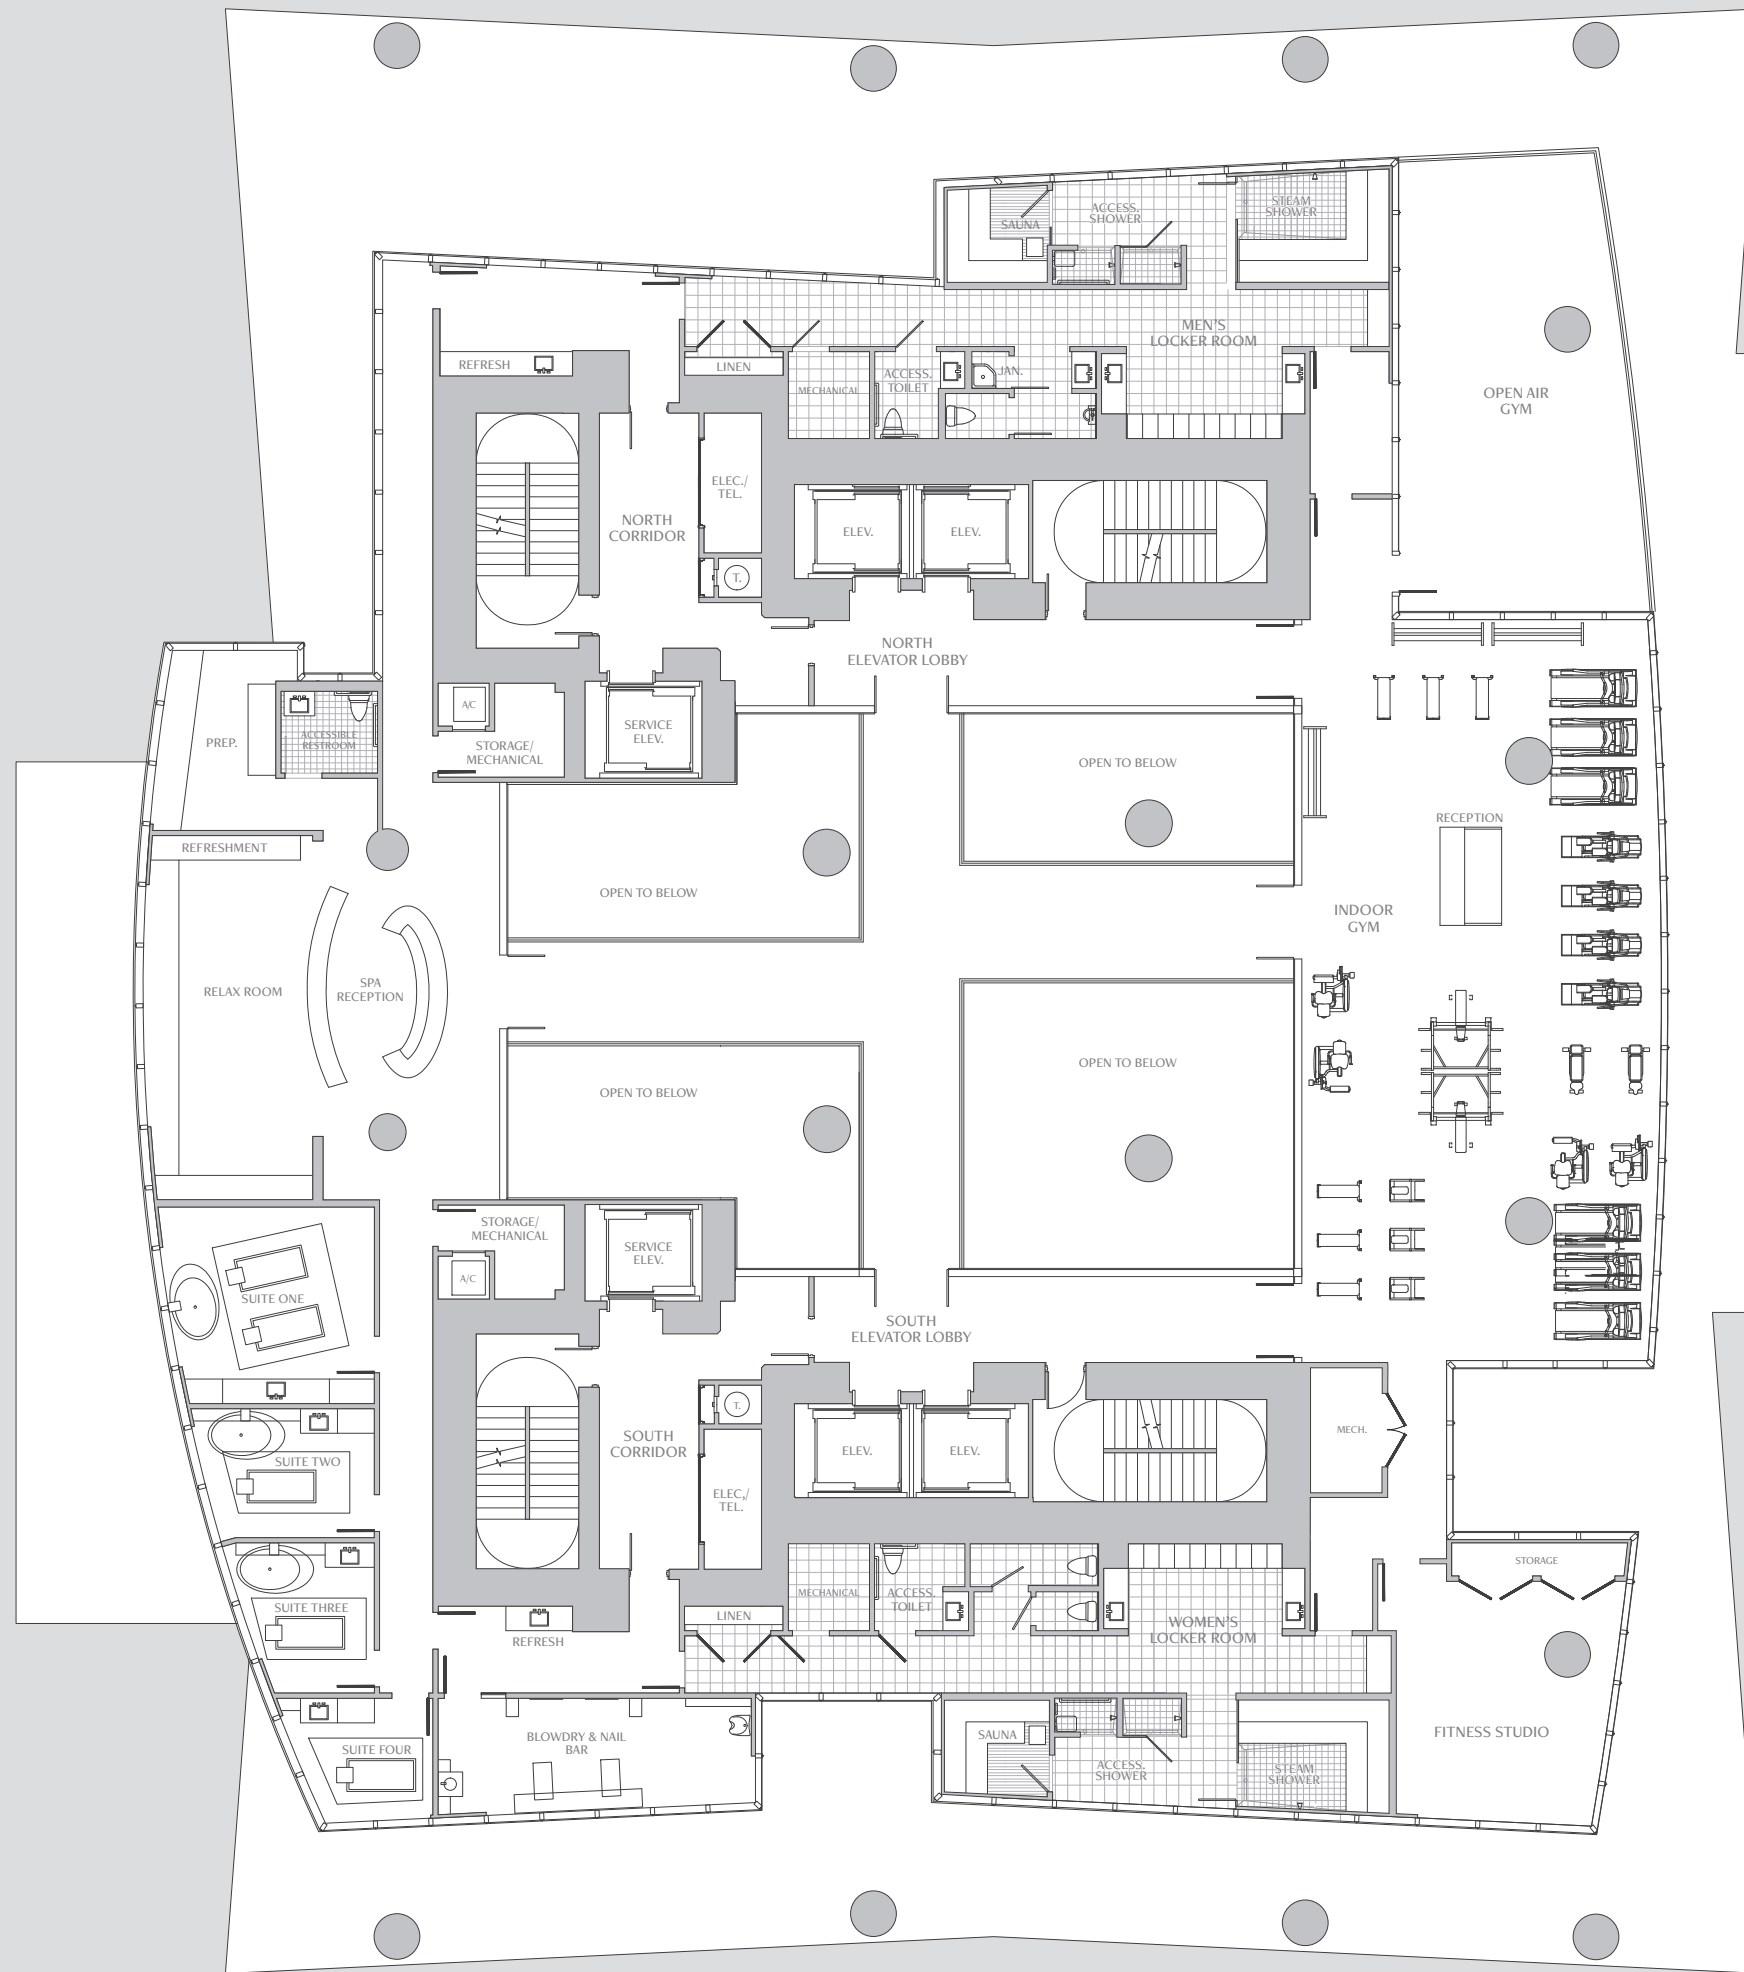 SAUNA
ACCESS.
SHOWER
STEAM
SHOWER
MEN'S
LOCKER ROOM
REFRESH
LINEN
MECHANICAL
ACCESS.
TOILET
JAN.
OPEN AIR
GYM
ELEC./
TEL.
NORTH
CORRIDOR
ELEV.
ELEV.
T.
NORTH
ELEVATOR LOBBY
A/C
SERVICE
ELEV.
STORAGE/
MECHANICAL
PREP.
ACCESSIBLE
RESTROOM
OPEN TO BELOW
RECEPTION
REFRESHMENT
OPEN TO BELOW
INDOOR
GYM
RELAX ROOM
SPA
RECEPTION
OPEN TO BELOW
OPEN TO BELOW
STORAGE/
MECHANICAL
SERVICE
ELEV.
A/C
SUITE ONE
SOUTH
ELEVATOR LOBBY
T.
MECH.
SOUTH
CORRIDOR
ELEV.
ELEV.
SUITE TWO
ELEC,/
TEL.
STORAGE
MECHANICAL
ACCESS.
TOILET
SUITE THREE
LINEN
WOMEN'S
LOCKER ROOM
REFRESH
BLOWDRY & NAIL
BAR
SAUNA
FITNESS STUDIO
SUITE FOUR
ACCESS.
SHOWER
STEAM
SHOWER